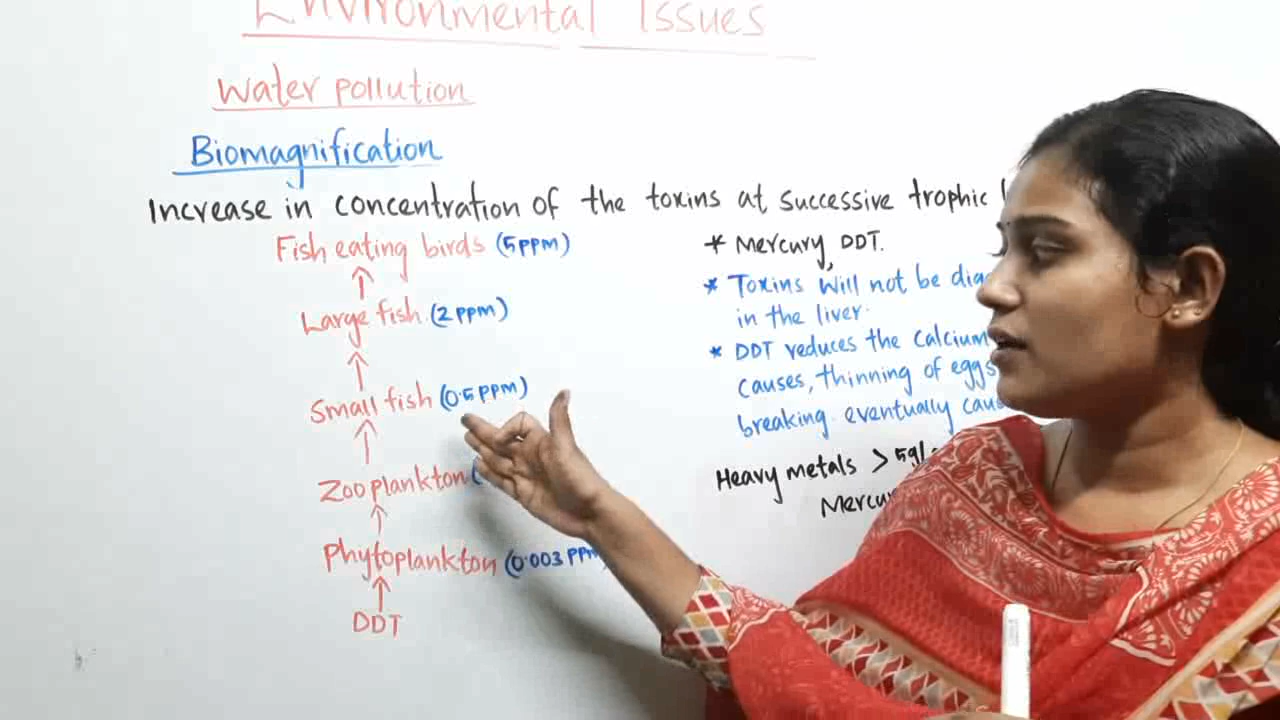 Environmental Issues
Water pollution
Biomagnification
Increase in concentration of the toxins at successive trophic
Fish eating birds (5ppm)
Large fish. (2ppm)
Small fish (0.5ppm)
Zooplankton (
Phytoplankton (0.003 ppm
DDT
* Mercury, DDT.
* Toxins will not be
in the liver.
* DDT reduces the calcium
causes, thinning of eggs
breaking. eventually
Heavy metals > 5g/